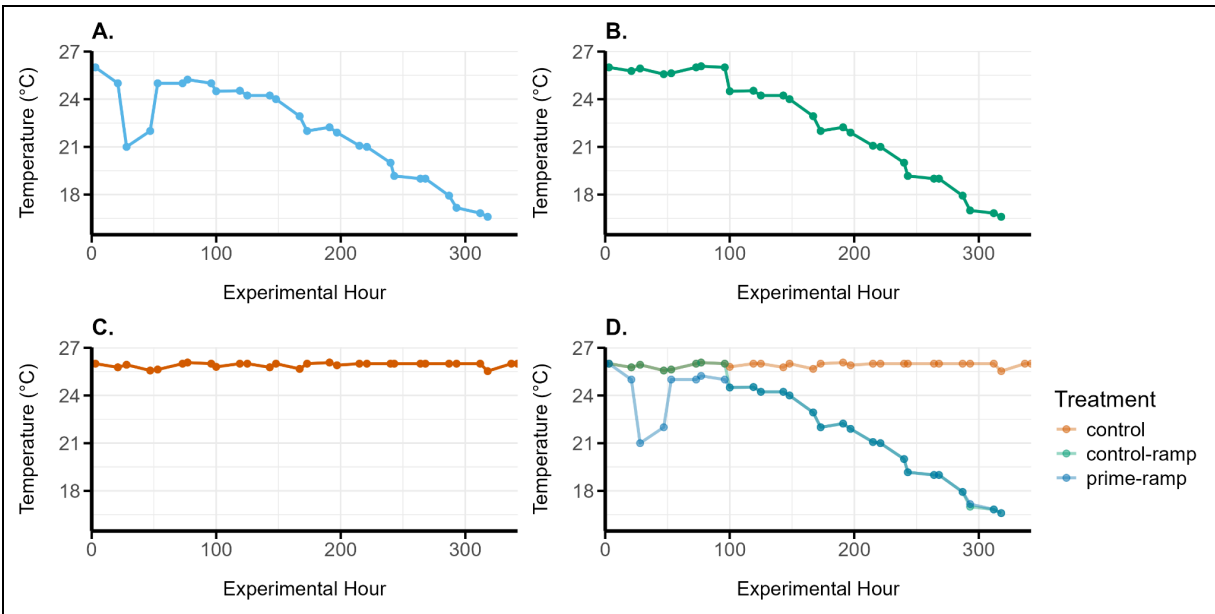 A.
27
24
21
18
Temperature (°C)
0 100 200 300
Experimental Hour
B.
27
24
21
18
Temperature (°C)
0 100 200 300
Experimental Hour
C.
27
24
21
18
Temperature (°C)
0 100 200 300
Experimental Hour
D.
27
24
21
18
Temperature (°C)
0 100 200 300
Experimental Hour
Treatment
control
control-ramp
prime-ramp